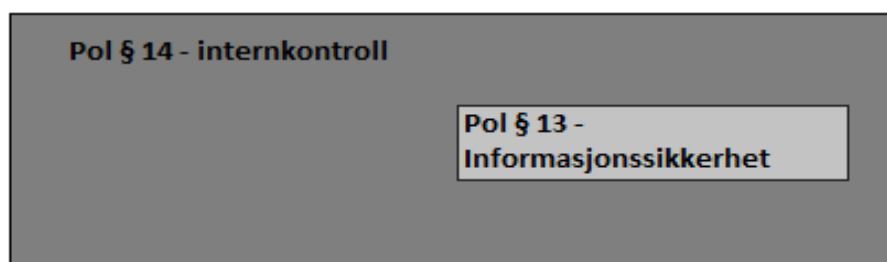 Pol § 14 - internkontroll
Pol § 13 -
Informasjonssikkerhet